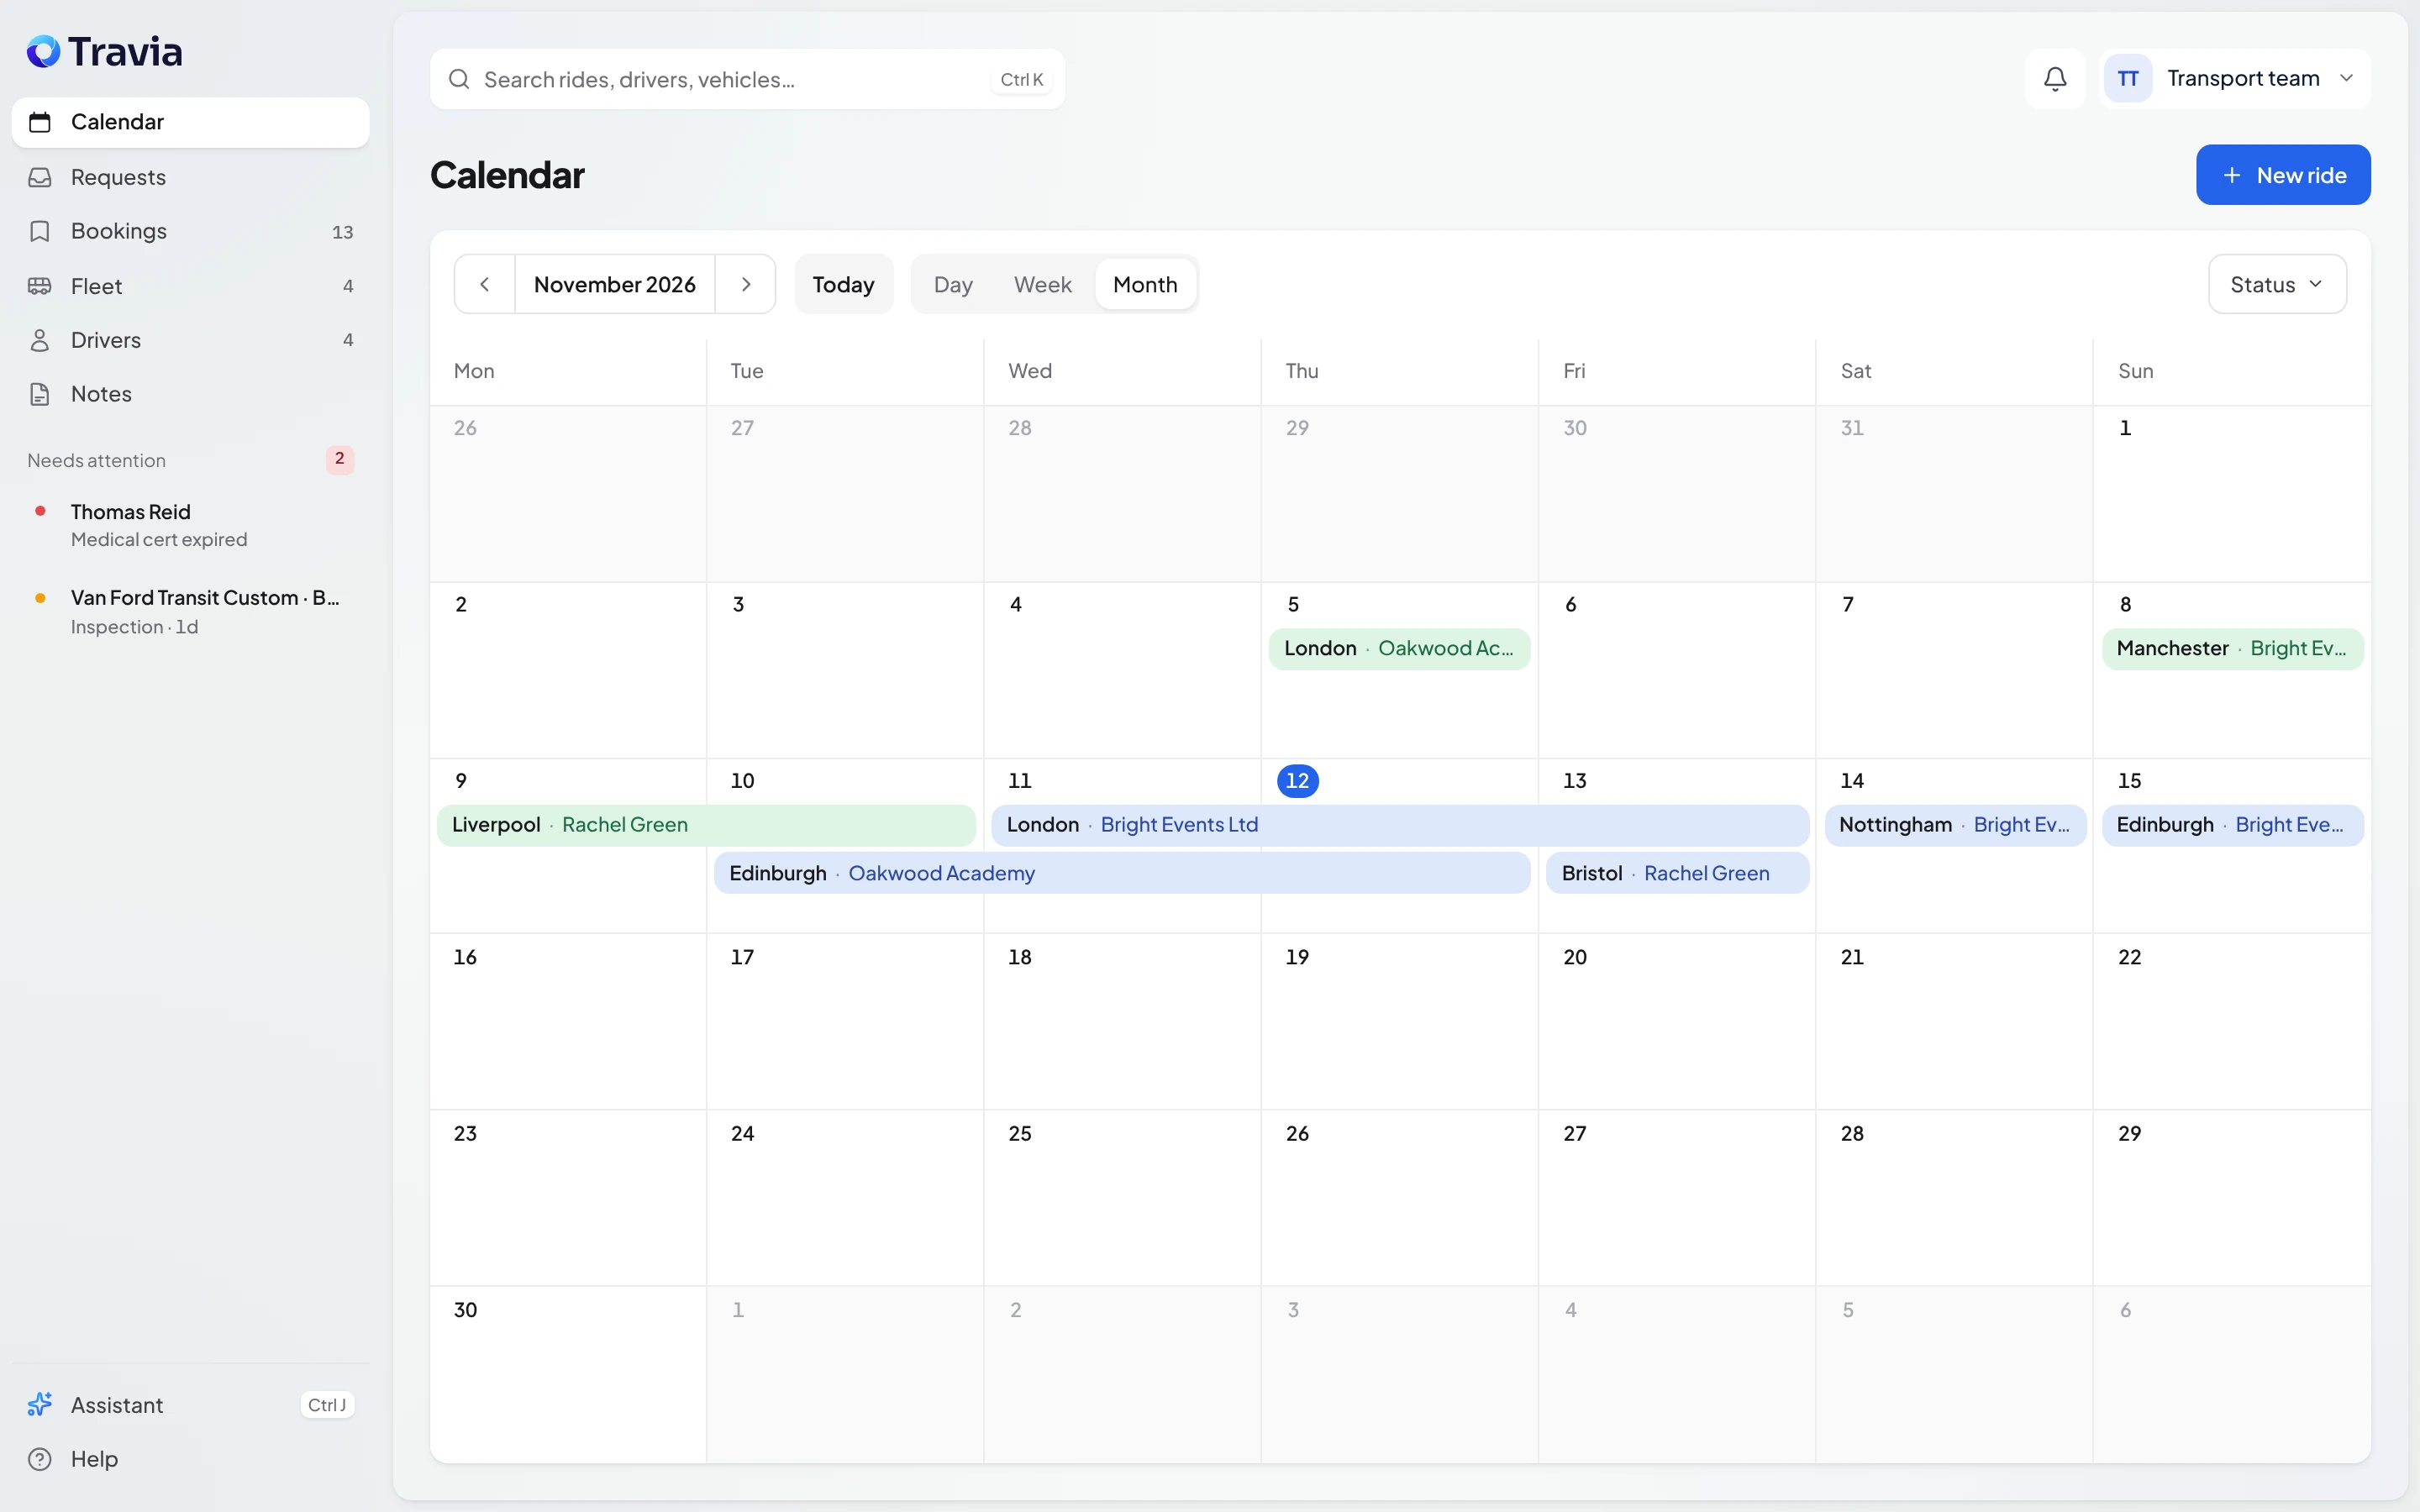 Travia
Calendar
Requests
Bookings 13
Fleet 4
Drivers 4
Notes
Needs attention 2
Thomas Reid
Medical cert expired
Van Ford Transit Custom · B...
Inspection · 1d
Assistant Ctrl J
Help
Search rides, drivers, vehicles... Ctrl K
TT Transport team
Calendar
New ride
November 2026 Today Day Week Month Status
Mon Tue Wed Thu Fri Sat Sun
26 27 28 29 30 31 1
2 3 4 5 6 7 8
London · Oakwood Ac... Manchester · Bright Ev...
9 10 11 12 13 14 15
Liverpool · Rachel Green London · Bright Events Ltd Nottingham · Bright Ev... Edinburgh · Bright Eve...
Edinburgh · Oakwood Academy Bristol · Rachel Green
16 17 18 19 20 21 22
23 24 25 26 27 28 29
30 1 2 3 4 5 6